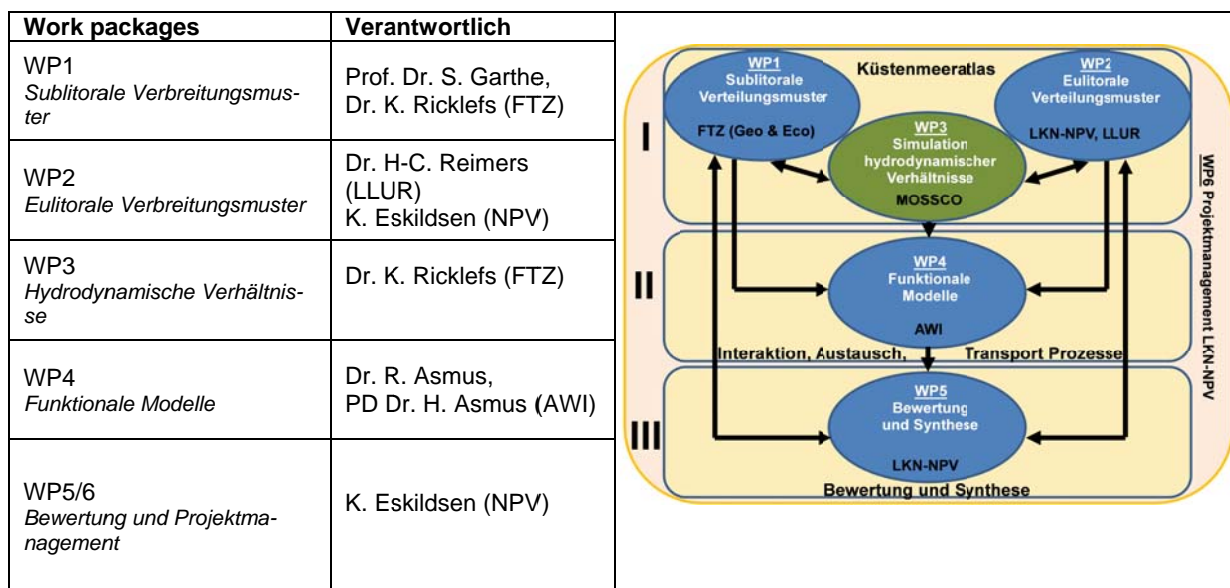 Work packages
Verantwortlich
WP1
Sublitorale Verbreitungsmus-
ter
Prof. Dr. S. Garthe,
Dr. K. Ricklefs (FTZ)
WP2
Eulitorale Verbreitungsmuster
Dr. H-C. Reimers
(LLUR)
K. Eskildsen (NPV)
WP3
Hydrodynamische Verhältnis-
se
Dr. K. Ricklefs (FTZ)
WP4
Funktionale Modelle
Dr. R. Asmus,
PD Dr. H. Asmus (AWI)
WP5/6
Bewertung und Projektma-
nagement
K. Eskildsen (NPV)
I
WP1
Sublitorale
Verteilungsmuster
FTZ (Geo & Eco)
Küstenmeeratlas
WP2
Eulitorale
Verteilungsmuster
LKN-NPV, LLUR
WP3
Simulation
hydrodynamischer
Verhältnisse
MOSSCO
II
WP4
Funktionale
Modelle
AWI
Interaktion, Austausch, Transport Prozesse
III
WP5
Bewertung
und Synthese
LKN-NPV
Bewertung und Synthese
WP6 Projektmanagement LKN-NPV